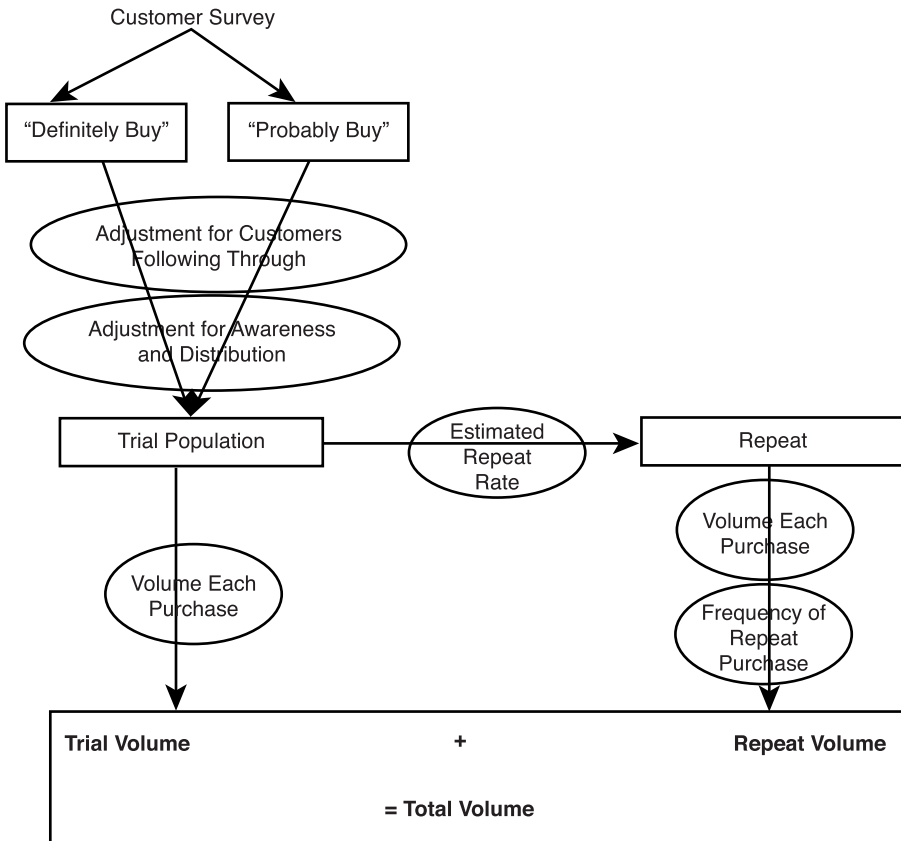 Customer Survey
“Definitely Buy”
“Probably Buy”
Adjustment for Customers
Following Through
Adjustment for Awareness
and Distribution
Trial Population
Estimated
Repeat
Rate
Repeat
Volume Each
Purchase
Volume Each
Purchase
Frequency of
Repeat
Purchase
Trial Volume + Repeat Volume
= Total Volume